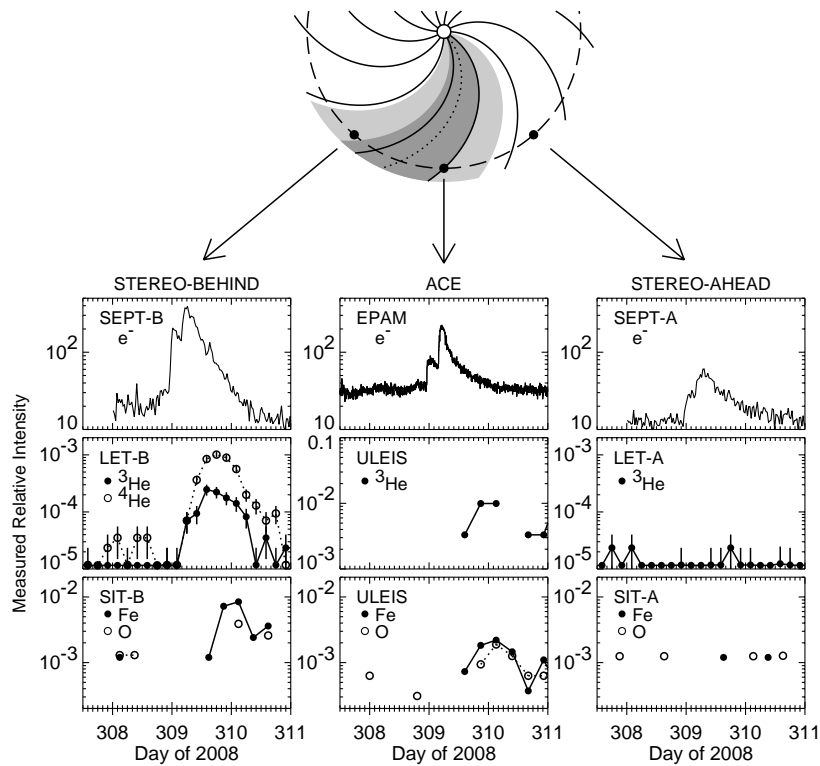 STEREO-BEHIND
ACE
STEREO-AHEAD
Measured Relative Intensity
SEPT-B
e⁻
10²
10
EPAM
e⁻
10²
10
SEPT-A
e⁻
10²
10
LET-B
³He
⁴He
10⁻³
10⁻⁴
10⁻⁵
ULEIS
³He
0.1
10⁻²
10⁻³
LET-A
³He
10⁻³
10⁻⁴
10⁻⁵
SIT-B
Fe
O
10⁻²
10⁻³
ULEIS
Fe
O
10⁻²
10⁻³
SIT-A
Fe
O
10⁻²
10⁻³
308 309 310 311
Day of 2008
308 309 310 311
Day of 2008
308 309 310 311
Day of 2008